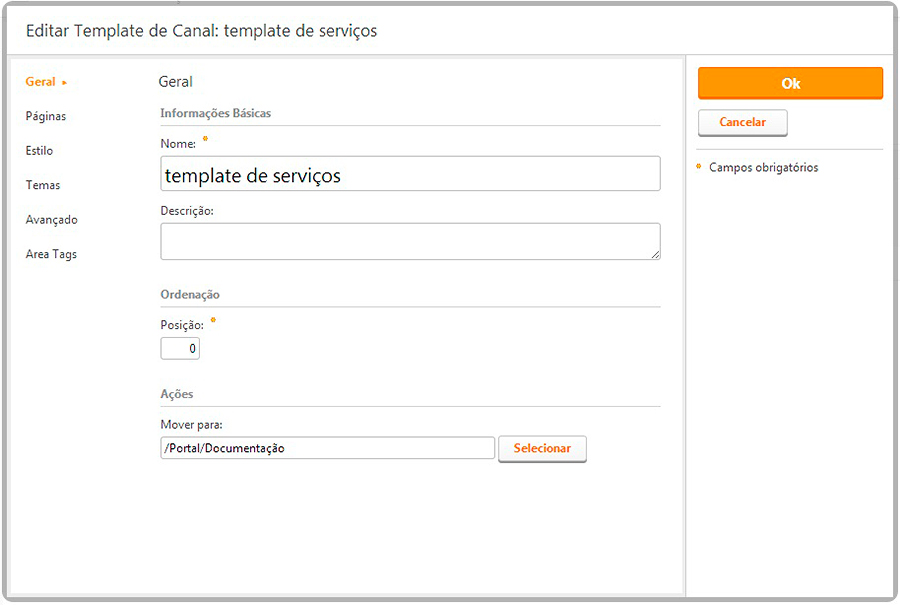 Editar Template de Canal: template de serviços
Geral
Páginas
Estilo
Temas
Avançado
Area Tags
Geral
Informações Básicas
Nome: *
template de serviços
Descrição:
Ordenação
Posição: *
0
Ações
Mover para:
/Portal/Documentação
Selecionar
Ok
Cancelar
* Campos obrigatórios